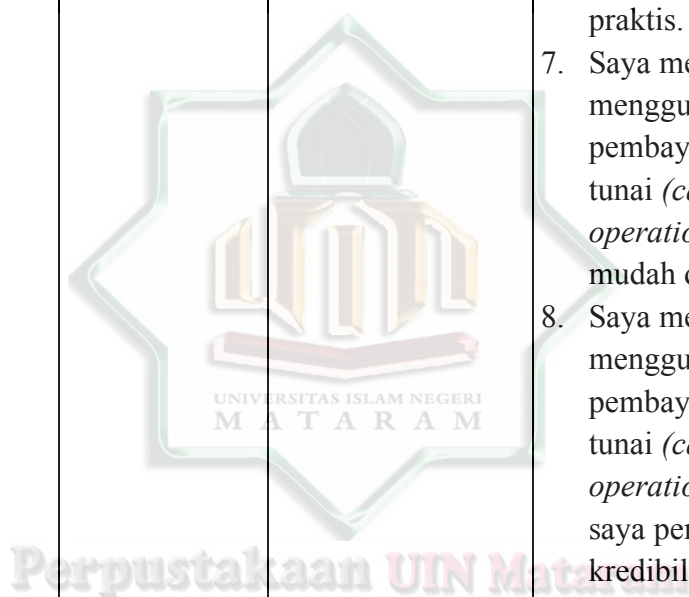 praktis.
7. Saya me
menggu
pembay
tunai (ca
operatio
mudah d
8. Saya me
menggu
pembay
tunai (ca
operatio
saya per
kredibil
UNIVERSITAS ISLAM NEGERI
MATARAM
Perpustakaan UIN Mataram